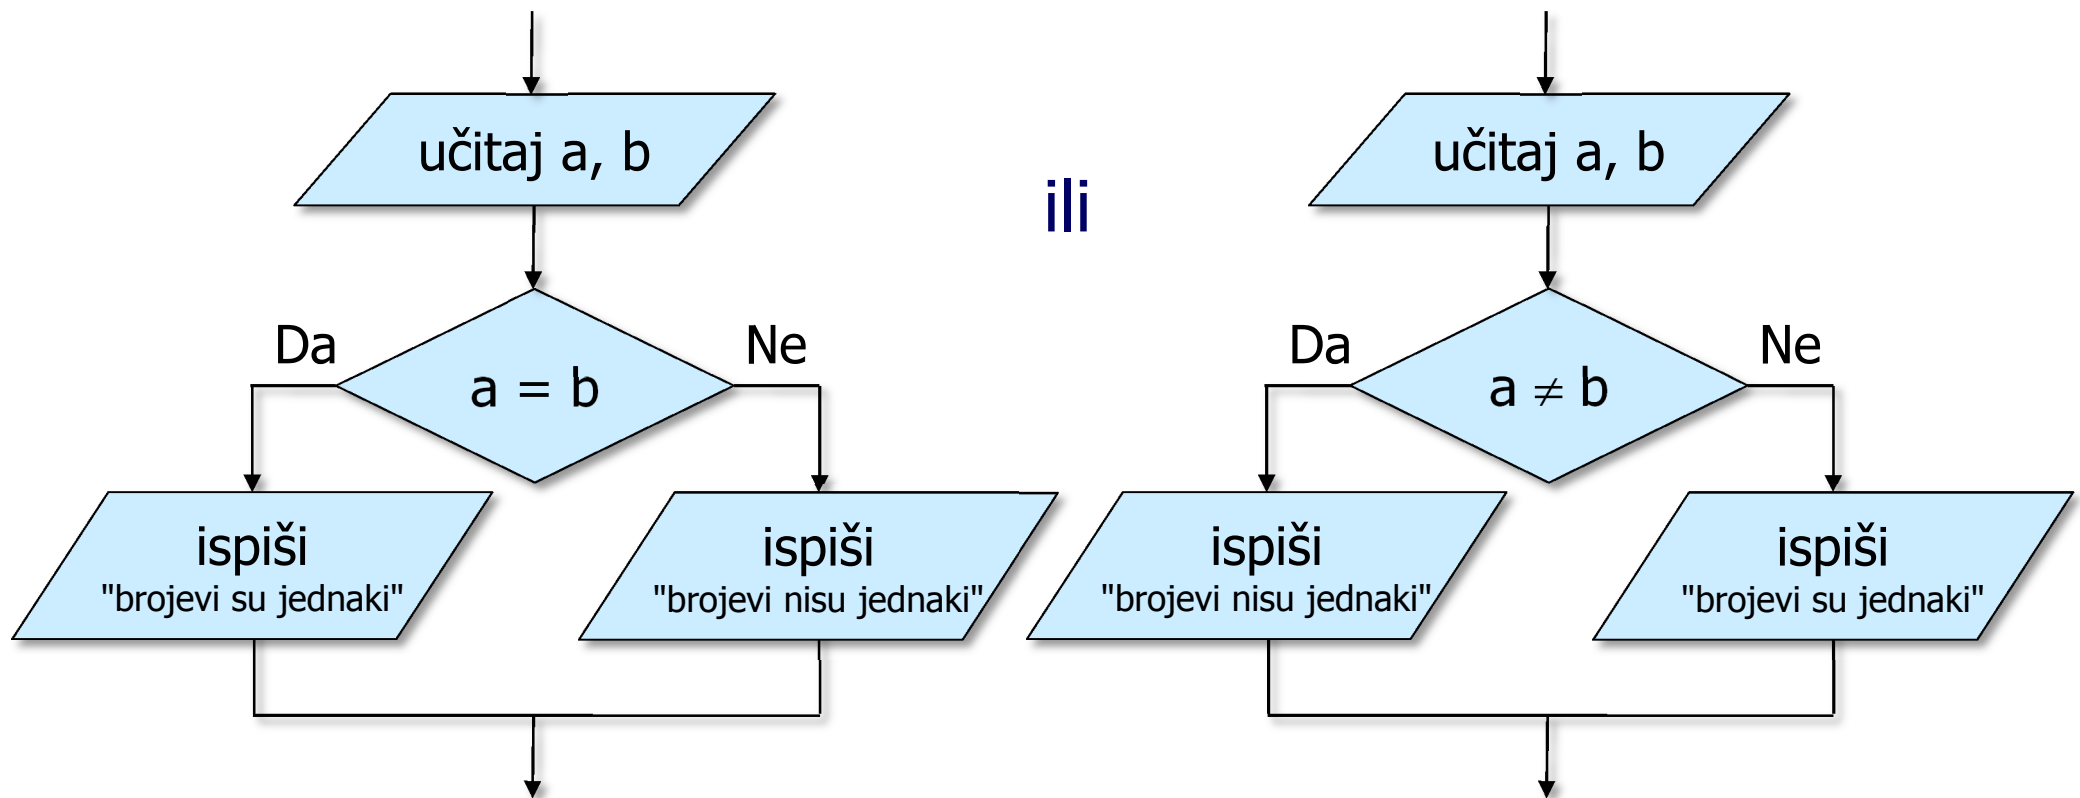 učitaj a, b
Da
Ne
a = b
ispiši
"brojevi su jednaki"
ispiši
"brojevi nisu jednaki"
ili
učitaj a, b
Da
Ne
a ≠ b
ispiši
"brojevi nisu jednaki"
ispiši
"brojevi su jednaki"